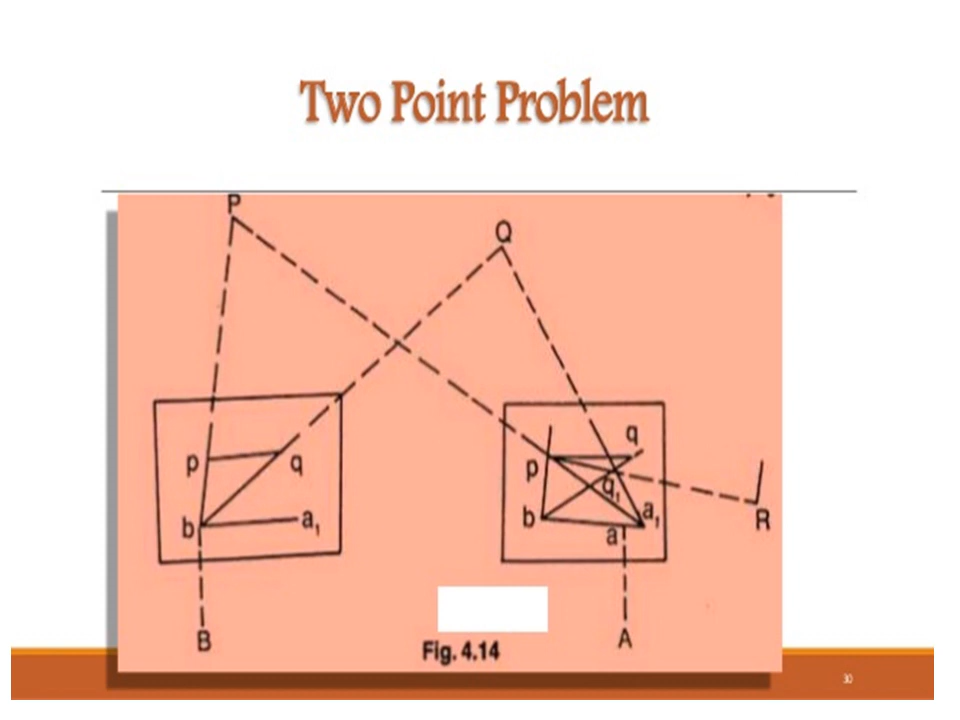 Two Point Problem
P
Q
p q
b a₁
B
q
p
q₁
b a₁
a
R
A
Fig. 4.14
30